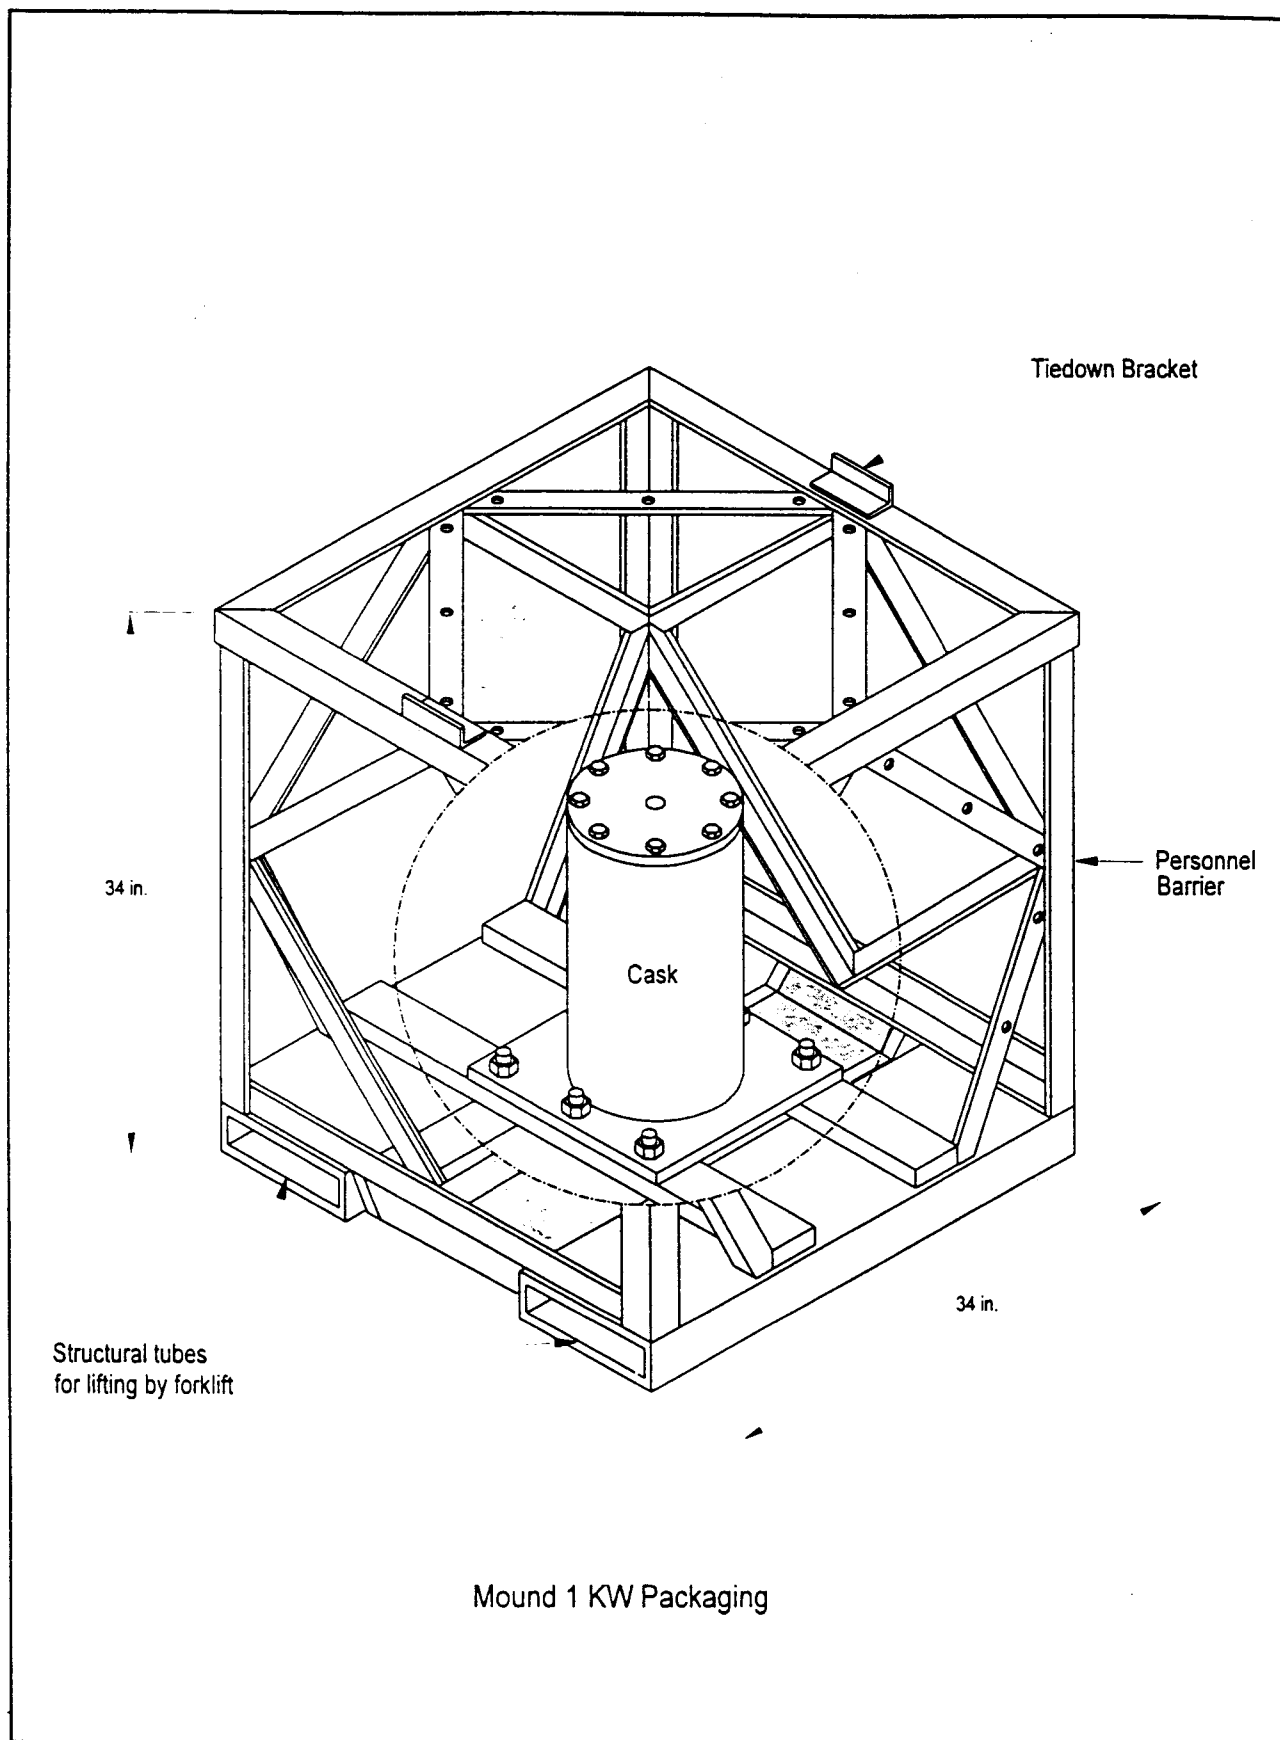 Tiedown Bracket
34 in.
Personnel
Barrier
Cask
34 in.
Structural tubes
for lifting by forklift
Mound 1 KW Packaging